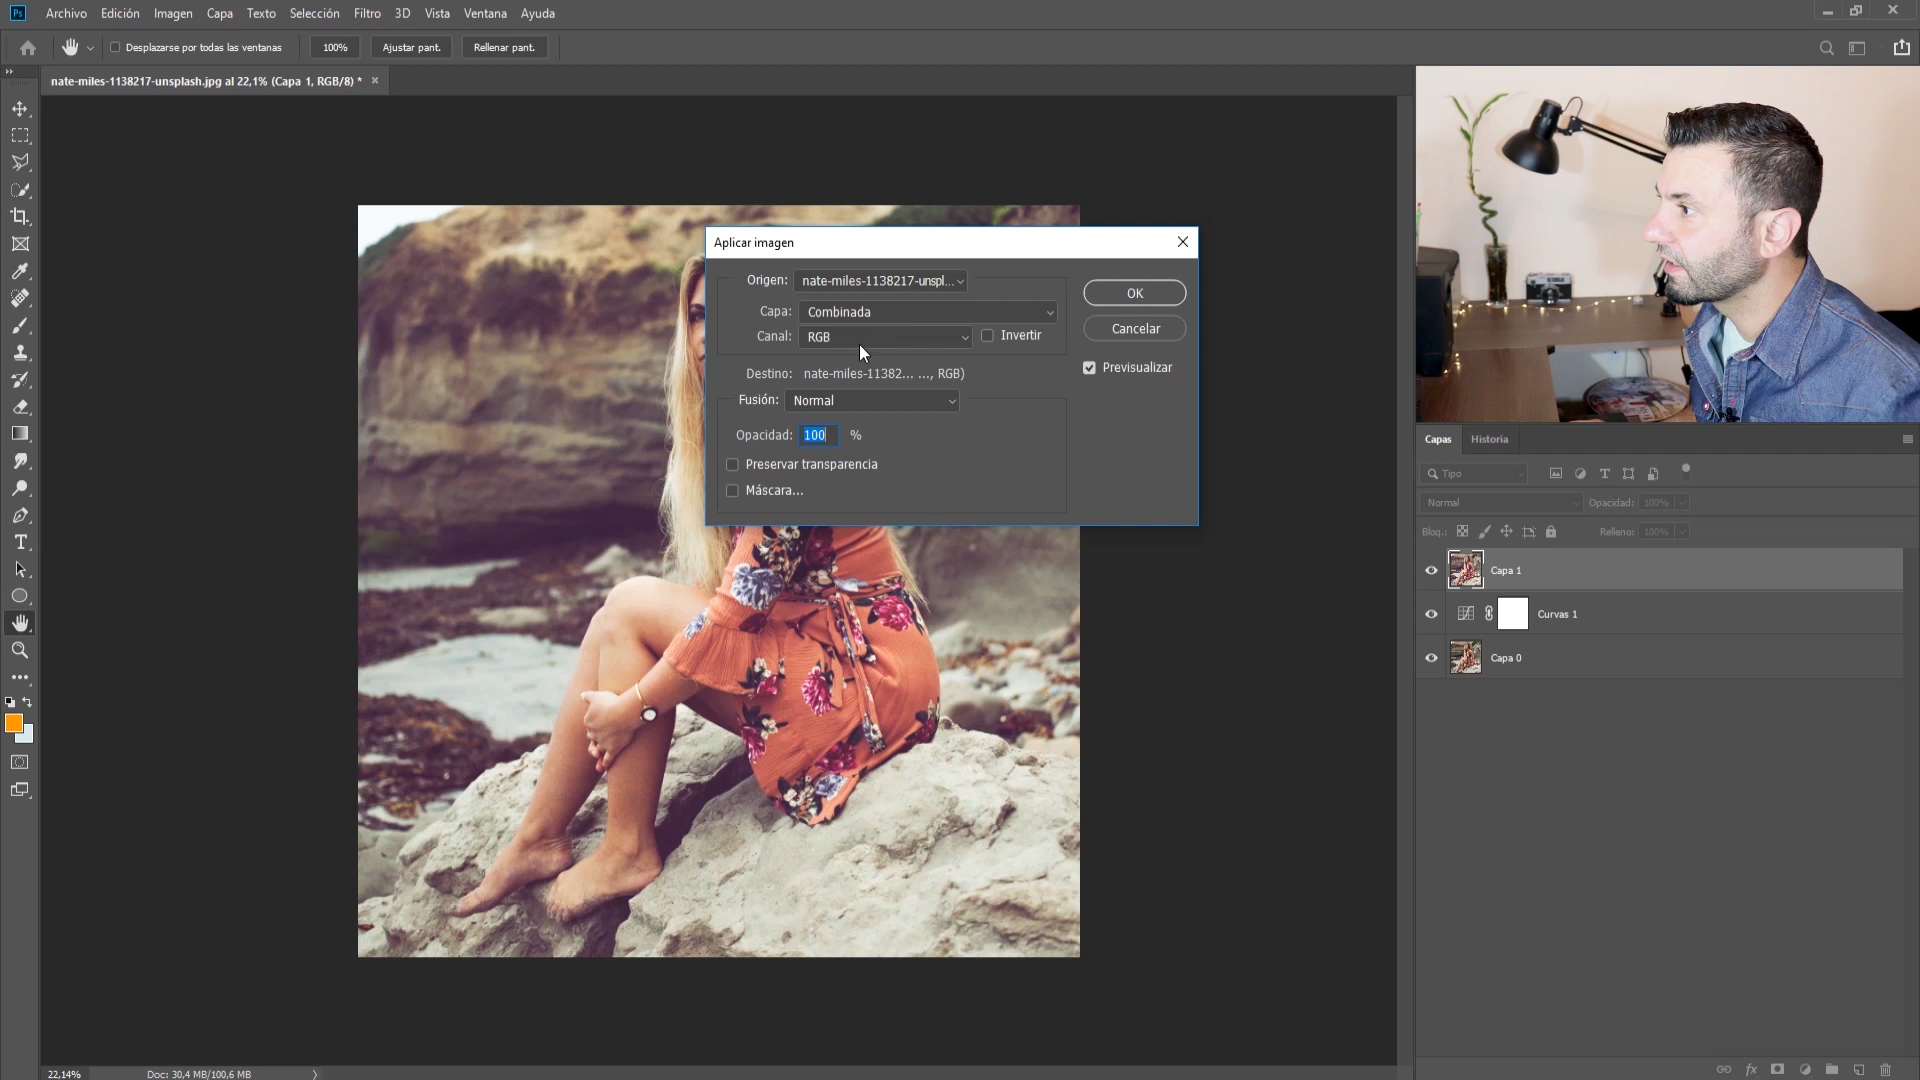 Ps Archivo Edición Imagen Capa Texto Selección Filtro 3D Vista Ventana Ayuda
Desplazarse por todas las ventanas 100% Ajustar pant. Rellenar pant.
nate-miles-1138217-unsplash.jpg al 22,1% (Capa 1, RGB/8) *
Aplicar imagen
Origen: nate-miles-1138217-unspl...
Capa: Combinada
Canal: RGB Invertir
Destino: nate-miles-11382... ..., RGB)
Fusión: Normal
Opacidad: 100 %
Preservar transparencia
Máscara...
OK
Cancelar
Previsualizar
Capas Historia
Tipo
Normal Opacidad: 100%
Bloq.: Relleno: 100%
Capa 1
Curvas 1
Capa 0
22,14% Doc: 30,4 MB/100,6 MB